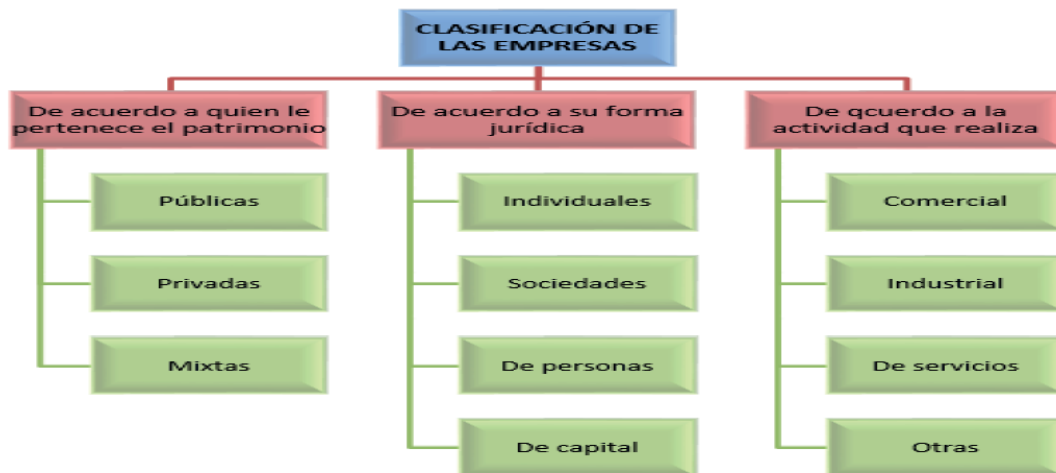 CLASIFICACIÓN DE
LAS EMPRESAS
De acuerdo a quien le
pertenece el patrimonio
Públicas
Privadas
Mixtas
De acuerdo a su forma
jurídica
Individuales
Sociedades
De personas
De capital
De qcuerdo a la
actividad que realiza
Comercial
Industrial
De servicios
Otras